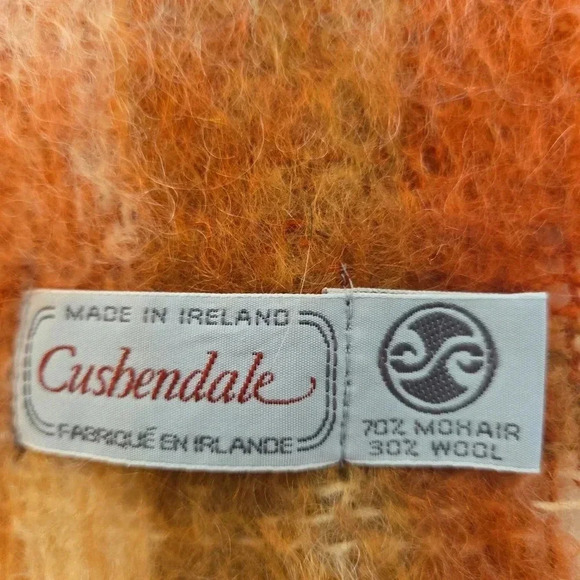 MADE IN IRELAND
Cushendale
FABRIQUÉ EN IRLANDE
70% MOHAIR
30% WOOL